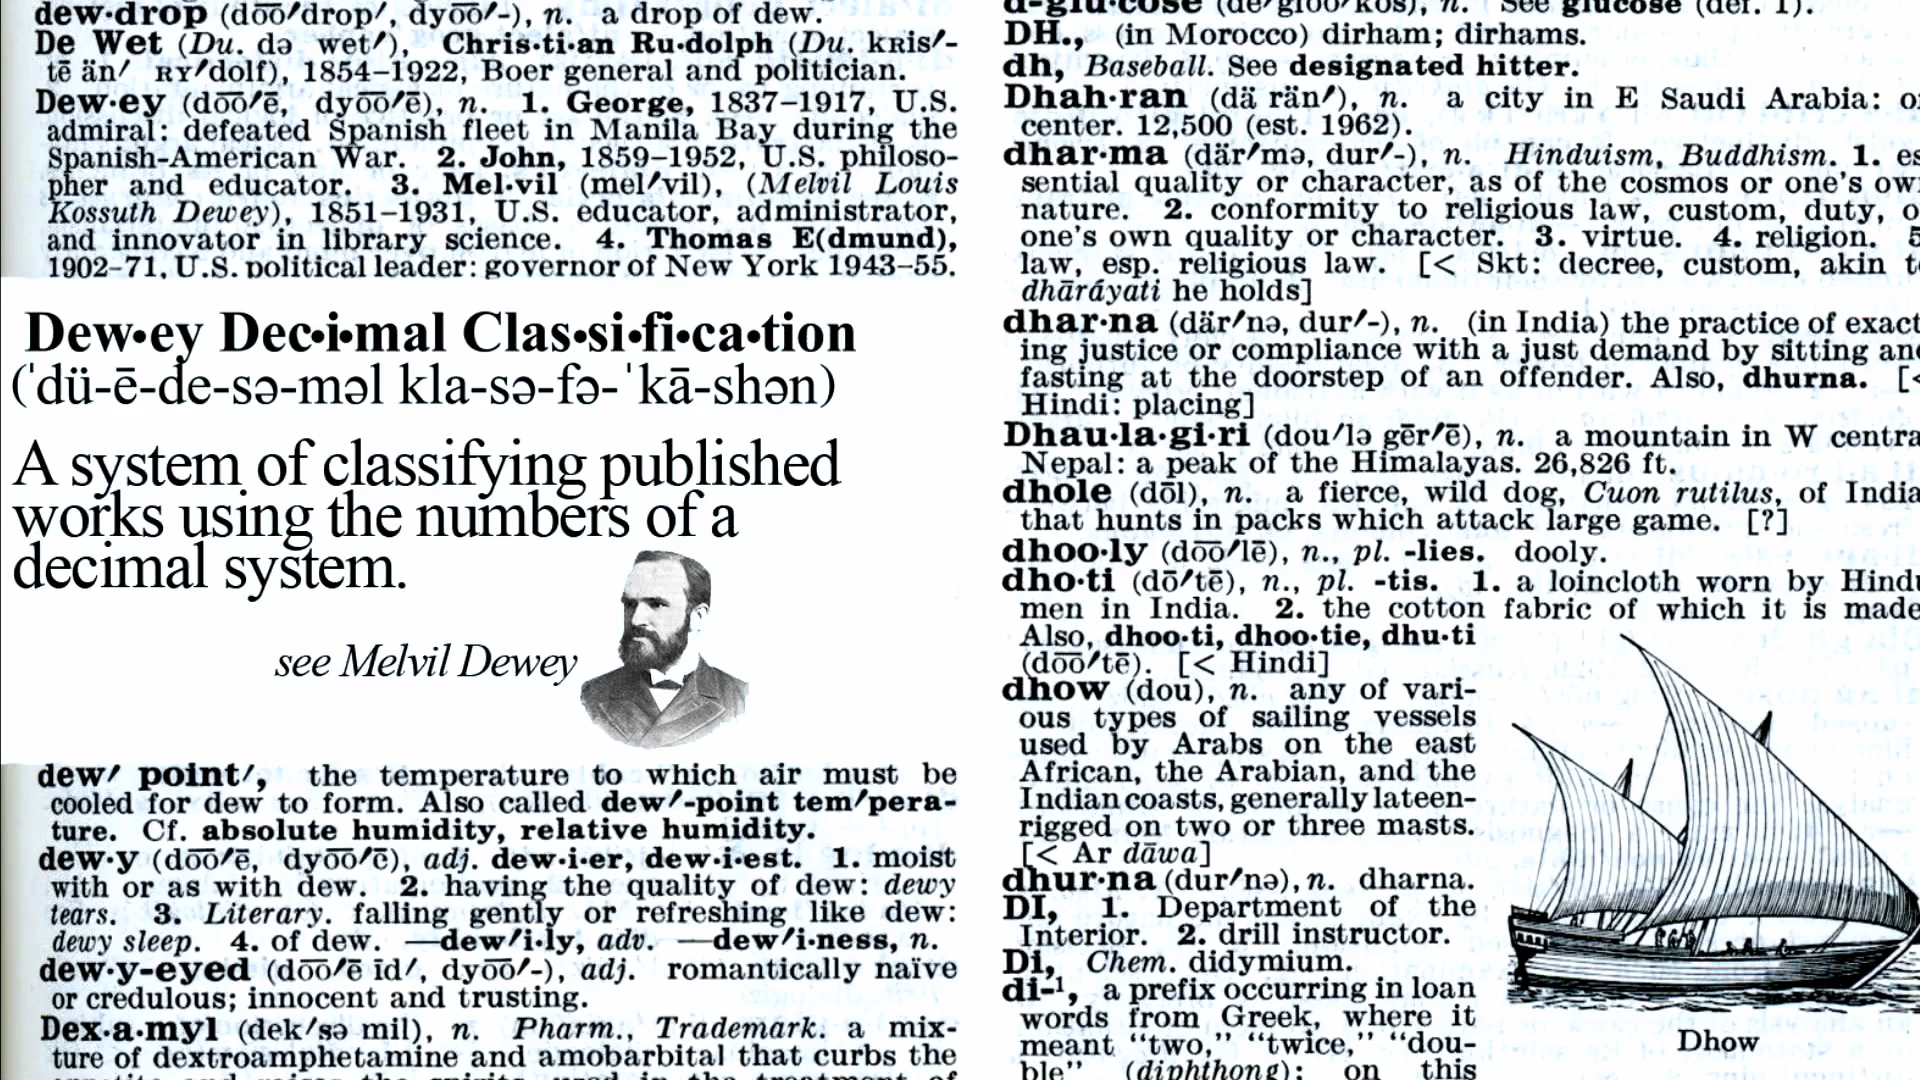 dew·drop (do͞o′drop′, dyo͞o′-), n. a drop of dew.
De Wet (Du. də wet′), Chris·ti·an Ru·dolph (Du. KRIS′-
tē än′ RY′dolf), 1854–1922, Boer general and politician.
Dew·ey (do͞o′ē, dyo͞o′ē), n. 1. George, 1837–1917, U.S.
admiral: defeated Spanish fleet in Manila Bay during the
Spanish-American War. 2. John, 1859–1952, U.S. philoso-
pher and educator. 3. Mel·vil (mel′vil), (Melvil Louis
Kossuth Dewey), 1851–1931, U.S. educator, administrator,
and innovator in library science. 4. Thomas E(dmund),
1902–71, U.S. political leader: governor of New York 1943–55.
Dew•ey Dec•i•mal Clas•si•fi•ca•tion
(ˈdü-ē-de-sə-məl kla-sə-fə-ˈkā-shən)
A system of classifying published
works using the numbers of a
decimal system.
see Melvil Dewey
dew′ point′, the temperature to which air must be
cooled for dew to form. Also called dew′-point tem′pera-
ture. Cf. absolute humidity, relative humidity.
dew·y (do͞o′ē, dyo͞o′ē), adj. dew·i·er, dew·i·est. 1. moist
with or as with dew. 2. having the quality of dew: dewy
tears. 3. Literary. falling gently or refreshing like dew:
dewy sleep. 4. of dew. —dew′i·ly, adv. —dew′i·ness, n.
dew·y-eyed (do͞o′ē īd′, dyo͞o′-), adj. romantically naïve
or credulous; innocent and trusting.
Dex·a·myl (dek′sə mil), n. Pharm., Trademark. a mix-
ture of dextroamphetamine and amobarbital that curbs the
d-glu·cose (dē′glo͞o′kōs), n. See glucose (def. 1).
DH., (in Morocco) dirham; dirhams.
dh, Baseball. See designated hitter.
Dhah·ran (dä rän′), n. a city in E Saudi Arabia: o
center. 12,500 (est. 1962).
dhar·ma (där′mə, dur′-), n. Hinduism, Buddhism. 1. es
sential quality or character, as of the cosmos or one's ow
nature. 2. conformity to religious law, custom, duty, o
one's own quality or character. 3. virtue. 4. religion. 5
law, esp. religious law. [< Skt: decree, custom, akin t
dhāráyati he holds]
dhar·na (där′nə, dur′-), n. (in India) the practice of exact
ing justice or compliance with a just demand by sitting an
fasting at the doorstep of an offender. Also, dhurna. [<
Hindi: placing]
Dhau·la·gi·ri (dou′lə gēr′ē), n. a mountain in W centra
Nepal: a peak of the Himalayas. 26,826 ft.
dhole (dōl), n. a fierce, wild dog, Cuon rutilus, of India
that hunts in packs which attack large game. [?]
dhoo·ly (do͞o′lē), n., pl. -lies. dooly.
dho·ti (dō′tē), n., pl. -tis. 1. a loincloth worn by Hindu
men in India. 2. the cotton fabric of which it is made
Also, dhoo·ti, dhoo·tie, dhu·ti
(do͞o′tē). [< Hindi]
dhow (dou), n. any of vari-
ous types of sailing vessels
used by Arabs on the east
African, the Arabian, and the
Indian coasts, generally lateen-
rigged on two or three masts.
[< Ar dāwa]
dhur·na (dur′nə), n. dharna.
DI, 1. Department of the
Interior. 2. drill instructor.
Di, Chem. didymium.
di-¹, a prefix occurring in loan
words from Greek, where it
meant “two,” “twice,” “dou-
ble” (diphthong); on this
Dhow